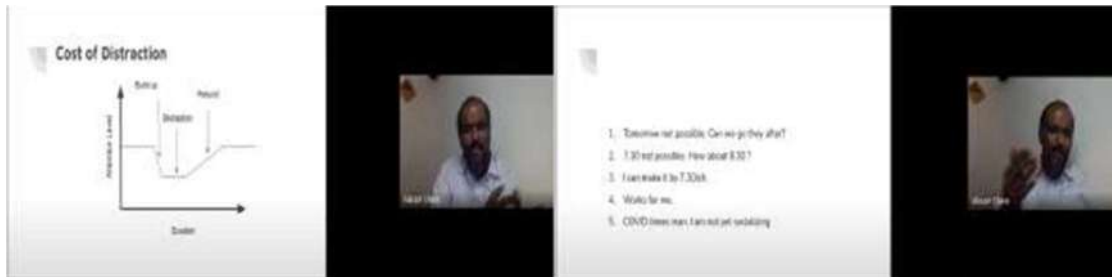 Cost of Distraction
Distraction
Duration
1. Tomorrow not possible. Can we go they after?
2. 7.30 not possible. How about 8.30 ?
3. I can make it by 7.30ish
4. Works for me.
5. COVID times man. I am not yet socializing